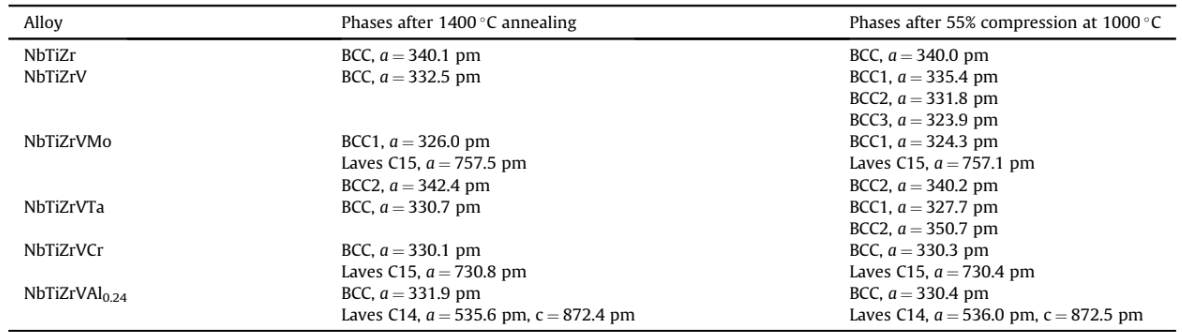 Alloy Phases after 1400 °C annealing Phases after 55% compression at 1000 °C
NbTiZr BCC, a = 340.1 pm BCC, a = 340.0 pm
NbTiZrV BCC, a = 332.5 pm BCC1, a = 335.4 pm
BCC2, a = 331.8 pm
BCC3, a = 323.9 pm
NbTiZrVMo BCC1, a = 326.0 pm BCC1, a = 324.3 pm
Laves C15, a = 757.5 pm Laves C15, a = 757.1 pm
BCC2, a = 342.4 pm BCC2, a = 340.2 pm
NbTiZrVTa BCC, a = 330.7 pm BCC1, a = 327.7 pm
BCC2, a = 350.7 pm
NbTiZrVCr BCC, a = 330.1 pm BCC, a = 330.3 pm
Laves C15, a = 730.8 pm Laves C15, a = 730.4 pm
NbTiZrVAl0.24 BCC, a = 331.9 pm BCC, a = 330.4 pm
Laves C14, a = 535.6 pm, c = 872.4 pm Laves C14, a = 536.0 pm, c = 872.5 pm